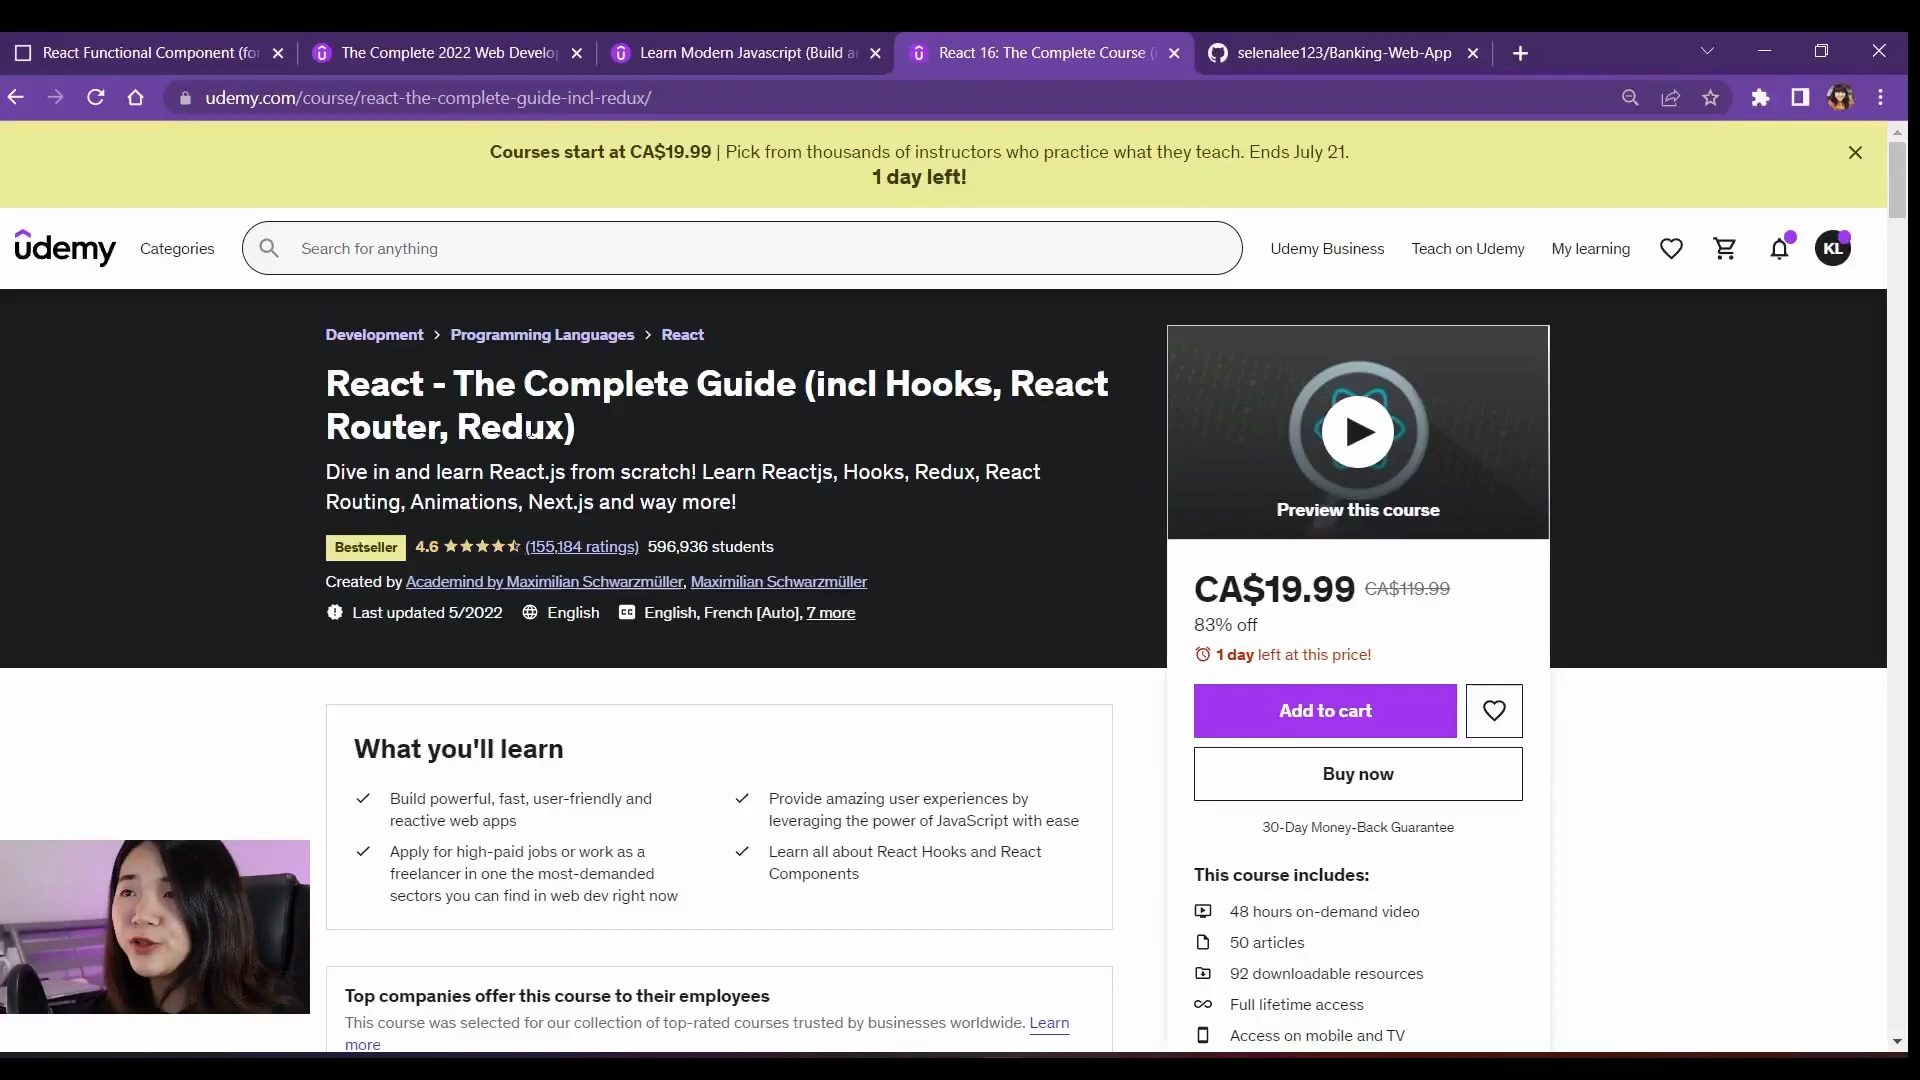 React Functional Component (for
The Complete 2022 Web Develop
Learn Modern Javascript (Build a
React 16: The Complete Course (
selenalee123/Banking-Web-App
udemy.com/course/react-the-complete-guide-incl-redux/
Courses start at CA$19.99 | Pick from thousands of instructors who practice what they teach. Ends July 21.
1 day left!
udemy
Categories
Search for anything
Udemy Business
Teach on Udemy
My learning
KL
Development > Programming Languages > React
React - The Complete Guide (incl Hooks, React
Router, Redux)
Dive in and learn React.js from scratch! Learn Reactjs, Hooks, Redux, React
Routing, Animations, Next.js and way more!
Bestseller 4.6 (155,184 ratings) 596,936 students
Created by Academind by Maximilian Schwarzmüller, Maximilian Schwarzmüller
Last updated 5/2022 English CC English, French [Auto], 7 more
Preview this course
CA$19.99 CA$119.99
83% off
1 day left at this price!
Add to cart
Buy now
30-Day Money-Back Guarantee
This course includes:
48 hours on-demand video
50 articles
92 downloadable resources
Full lifetime access
Access on mobile and TV
What you'll learn
Build powerful, fast, user-friendly and
reactive web apps
Apply for high-paid jobs or work as a
freelancer in one the most-demanded
sectors you can find in web dev right now
Provide amazing user experiences by
leveraging the power of JavaScript with ease
Learn all about React Hooks and React
Components
Top companies offer this course to their employees
This course was selected for our collection of top-rated courses trusted by businesses worldwide. Learn
more